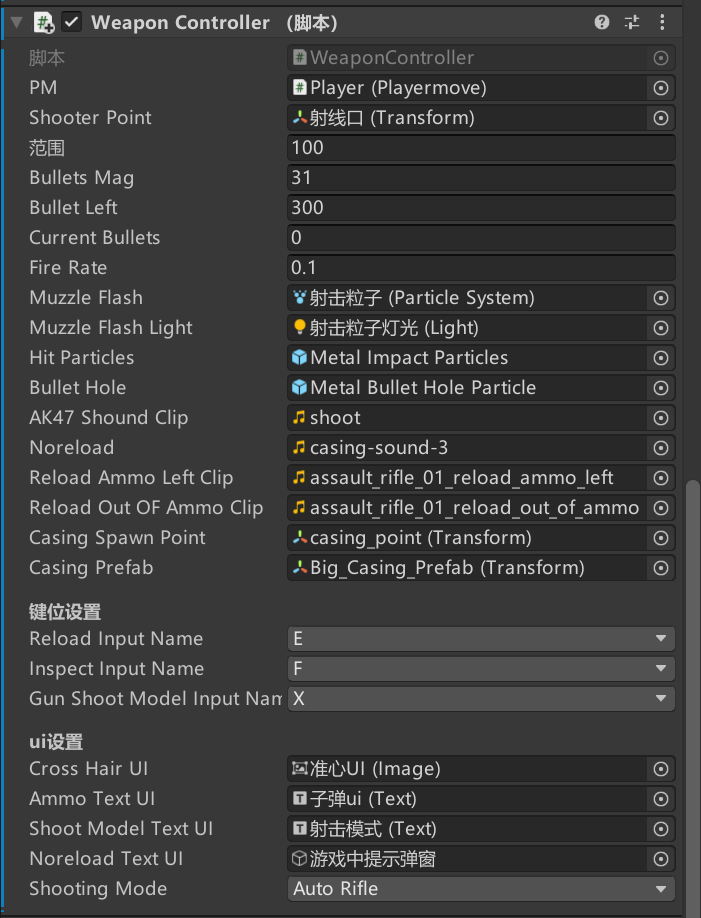 Weapon Controller （脚本）
脚本 WeaponController
PM Player (Playermove)
Shooter Point 射线口 (Transform)
范围 100
Bullets Mag 31
Bullet Left 300
Current Bullets 0
Fire Rate 0.1
Muzzle Flash 射击粒子 (Particle System)
Muzzle Flash Light 射击粒子灯光 (Light)
Hit Particles Metal Impact Particles
Bullet Hole Metal Bullet Hole Particle
AK47 Shound Clip shoot
Noreload casing-sound-3
Reload Ammo Left Clip assault_rifle_01_reload_ammo_left
Reload Out OF Ammo Clip assault_rifle_01_reload_out_of_ammo
Casing Spawn Point casing_point (Transform)
Casing Prefab Big_Casing_Prefab (Transform)
键位设置
Reload Input Name E
Inspect Input Name F
Gun Shoot Model Input Nam X
ui设置
Cross Hair UI 准心UI (Image)
Ammo Text UI 子弹ui (Text)
Shoot Model Text UI 射击模式 (Text)
Noreload Text UI 游戏中提示弹窗
Shooting Mode Auto Rifle